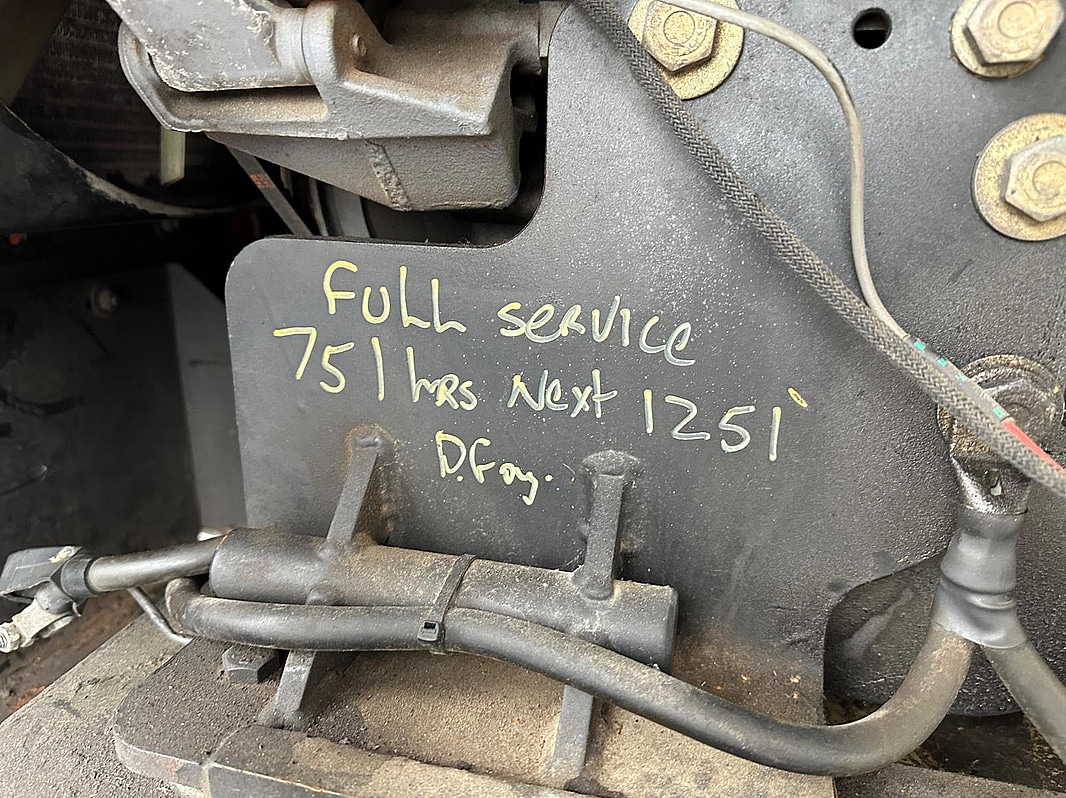 FULL SERVICE
751 hrs Next 1251
D.Foy.